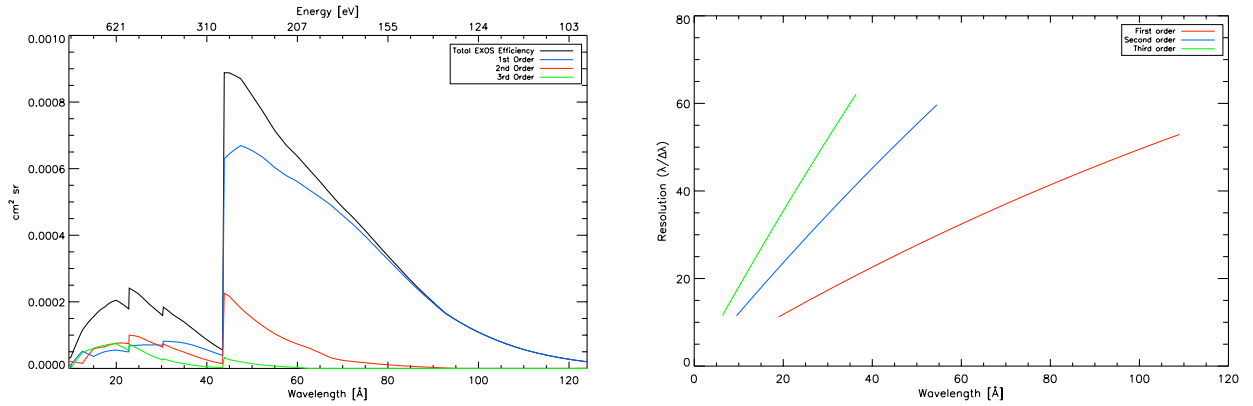 Energy [eV]
621 310 207 155 124 103
0.0010
0.0008
0.0006
0.0004
0.0002
0.0000
cm² sr
Total EXOS Efficiency
1st Order
2nd Order
3rd Order
20 40 60 80 100 120
Wavelength [Å]
80
60
40
20
0
Resolution (λ/Δλ)
First order
Second order
Third order
0 20 40 60 80 100 120
Wavelength [Å]